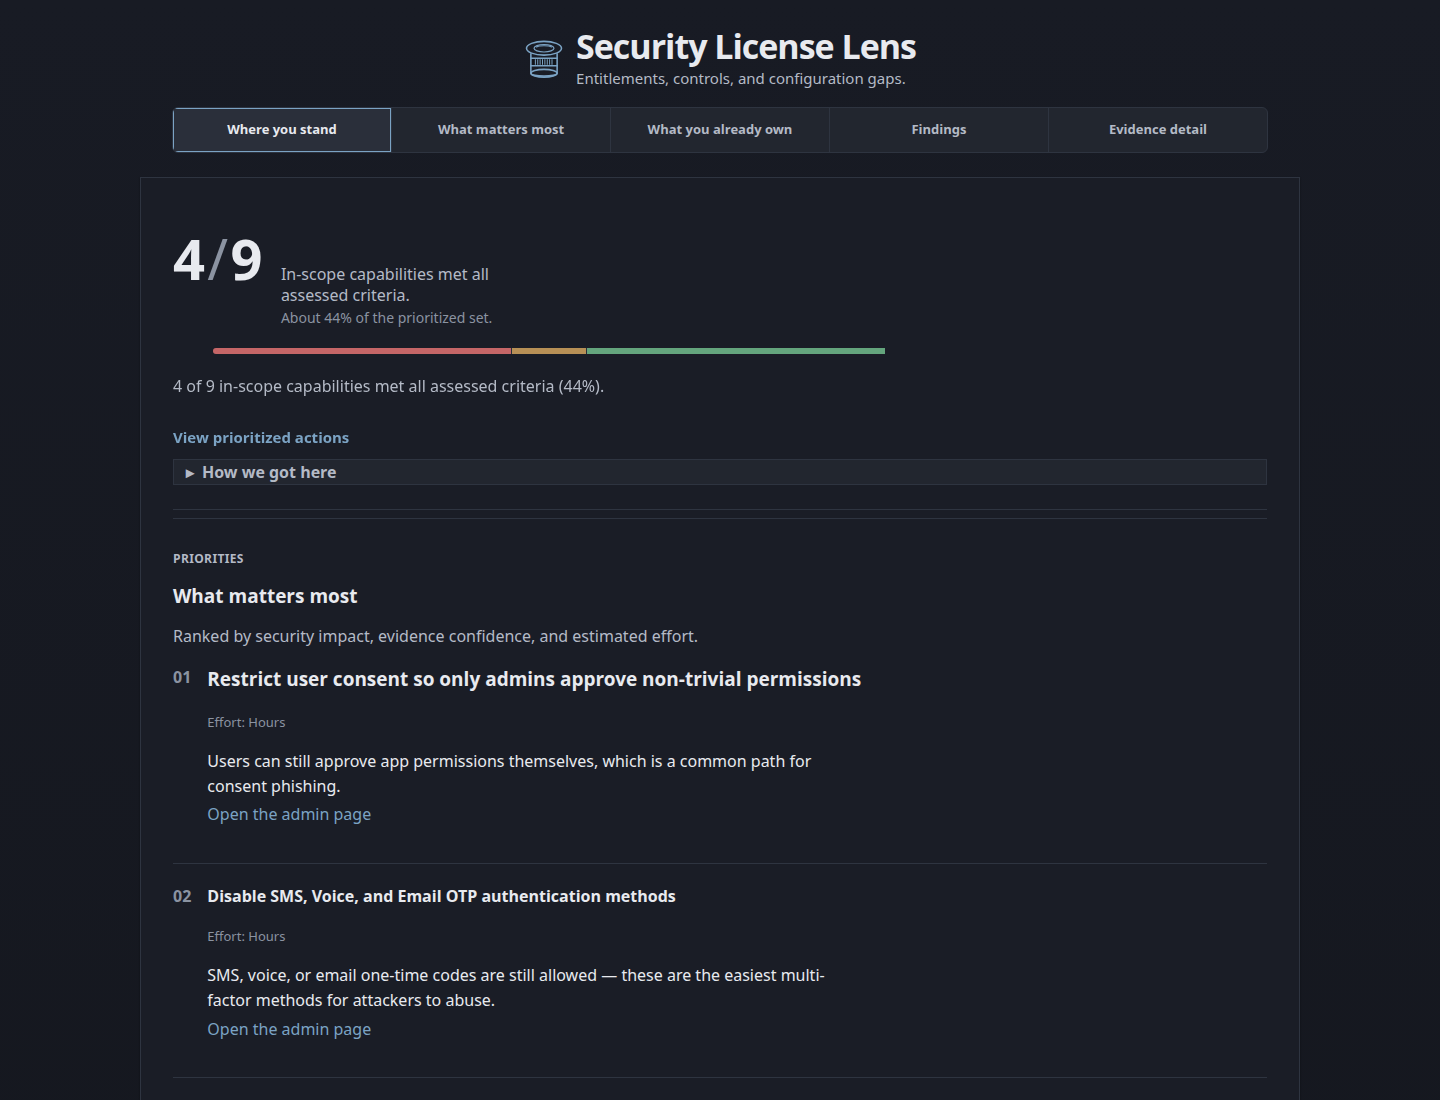 Security License Lens
Entitlements, controls, and configuration gaps.
Where you stand
What matters most
What you already own
Findings
Evidence detail
4/9
In-scope capabilities met all
assessed criteria.
About 44% of the prioritized set.
4 of 9 in-scope capabilities met all assessed criteria (44%).
View prioritized actions
► How we got here
PRIORITIES
What matters most
Ranked by security impact, evidence confidence, and estimated effort.
01 Restrict user consent so only admins approve non-trivial permissions
Effort: Hours
Users can still approve app permissions themselves, which is a common path for
consent phishing.
Open the admin page
02 Disable SMS, Voice, and Email OTP authentication methods
Effort: Hours
SMS, voice, or email one-time codes are still allowed — these are the easiest multi-
factor methods for attackers to abuse.
Open the admin page